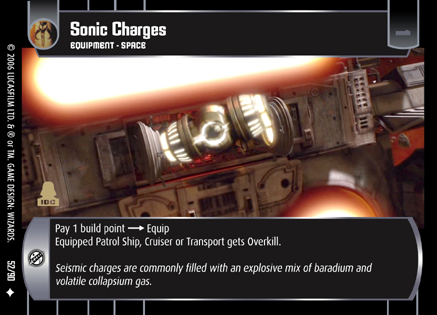 Sonic Charges
EQUIPMENT - SPACE
Pay 1 build point → Equip
Equipped Patrol Ship, Cruiser or Transport gets Overkill.
Seismic charges are commonly filled with an explosive mix of baradium and
volatile collapsium gas.
IDC
© 2006 LUCASFILM LTD. & ® or TM. GAME DESIGN: WIZARDS.
52/90